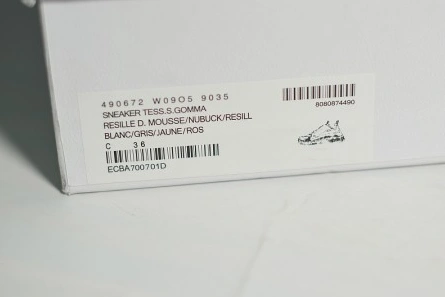 490672 W09O5 9035
SNEAKER TESS.S.GOMMA
RESILLE D. MOUSSE/NUBUCK/RESILL
BLANC/GRIS/JAUNE/ROS
C 36
ECBA700701D
8080874490